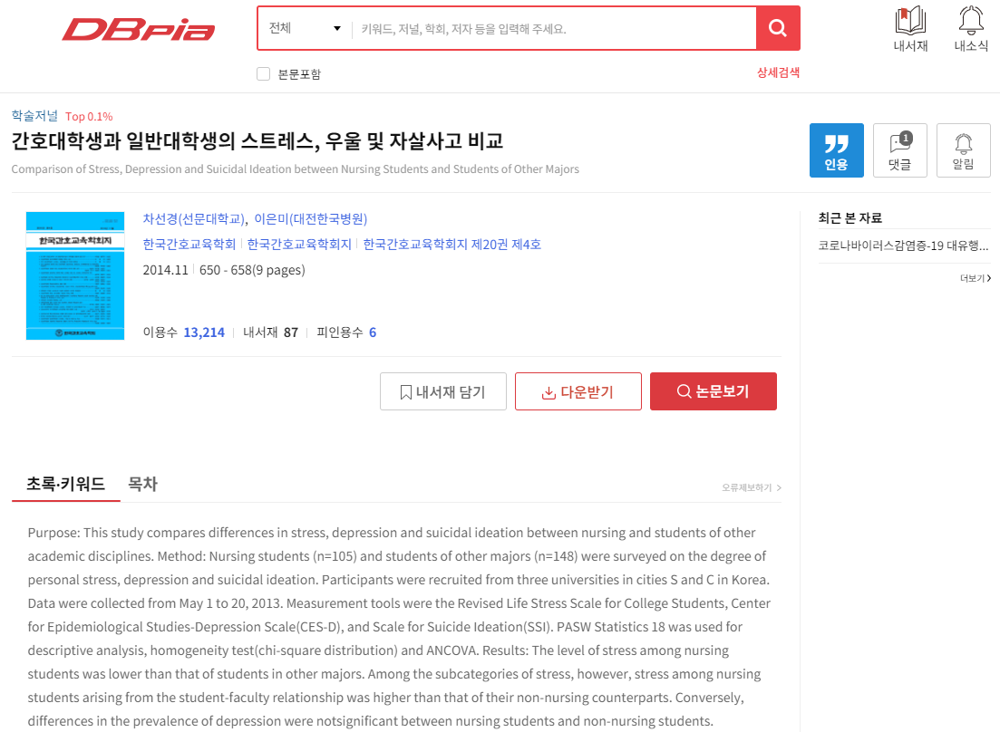 DBpia
전체
키워드, 저널, 학회, 저자 등을 입력해 주세요.
내서재
내소식
본문포함
상세검색
학술저널 Top 0.1%
간호대학생과 일반대학생의 스트레스, 우울 및 자살사고 비교
Comparison of Stress, Depression and Suicidal Ideation between Nursing Students and Students of Other Majors
인용
1
댓글
알림
한국간호교육학회지
한국간호교육학회
차선경(선문대학교), 이은미(대전한국병원)
한국간호교육학회 | 한국간호교육학회지 | 한국간호교육학회지 제20권 제4호
2014.11 | 650 - 658(9 pages)
이용수 13,214 | 내서재 87 | 피인용수 6
최근 본 자료
코로나바이러스감염증-19 대유행...
더보기
내서재 담기
다운받기
논문보기
초록·키워드
목차
오류제보하기
Purpose: This study compares differences in stress, depression and suicidal ideation between nursing and students of other
academic disciplines. Method: Nursing students (n=105) and students of other majors (n=148) were surveyed on the degree of
personal stress, depression and suicidal ideation. Participants were recruited from three universities in cities S and C in Korea.
Data were collected from May 1 to 20, 2013. Measurement tools were the Revised Life Stress Scale for College Students, Center
for Epidemiological Studies-Depression Scale(CES-D), and Scale for Suicide Ideation(SSI). PASW Statistics 18 was used for
descriptive analysis, homogeneity test(chi-square distribution) and ANCOVA. Results: The level of stress among nursing
students was lower than that of students in other majors. Among the subcategories of stress, however, stress among nursing
students arising from the student-faculty relationship was higher than that of their non-nursing counterparts. Conversely,
differences in the prevalence of depression were notsignificant between nursing students and non-nursing students.